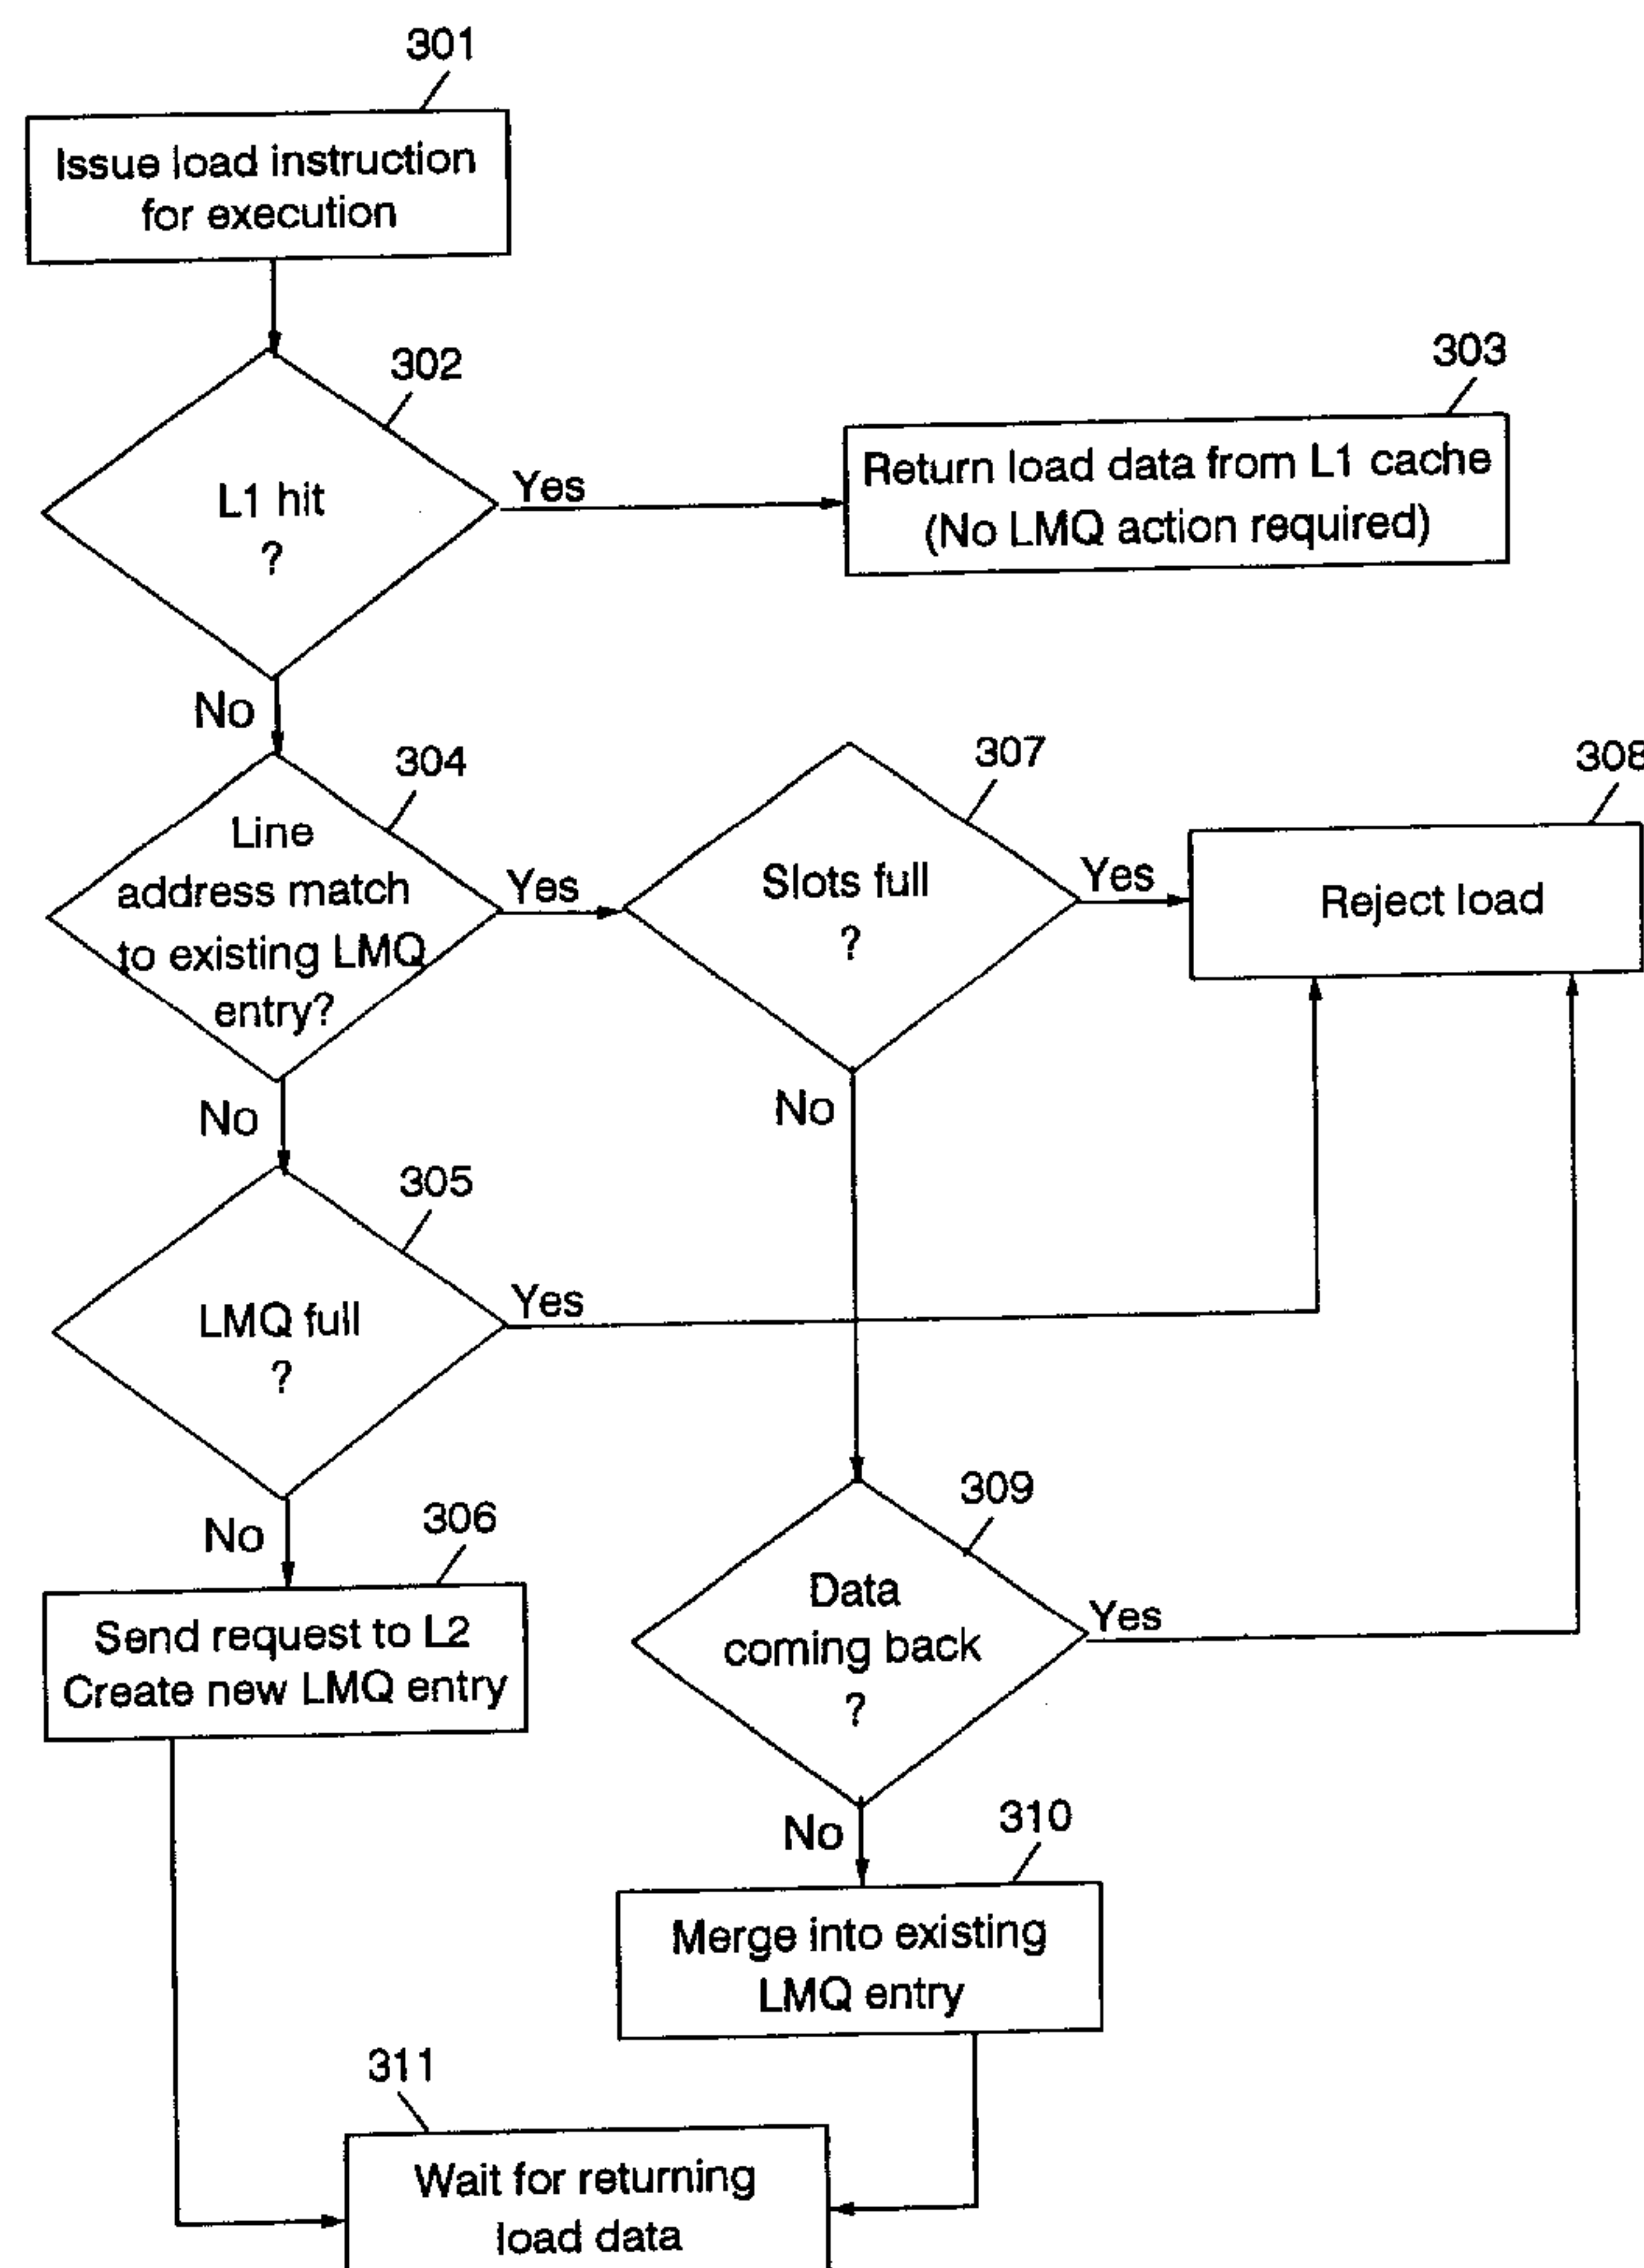 301
Issue load instruction
for execution
302
L1 hit
?
Yes
303
Return load data from L1 cache
(No LMQ action required)
No
304
Line
address match
to existing LMQ
entry?
Yes
307
Slots full
?
Yes
308
Reject load
No
No
305
LMQ full
?
Yes
No
306
Send request to L2
Create new LMQ entry
309
Data
coming back
?
Yes
No
310
Merge into existing
LMQ entry
311
Wait for returning
load data